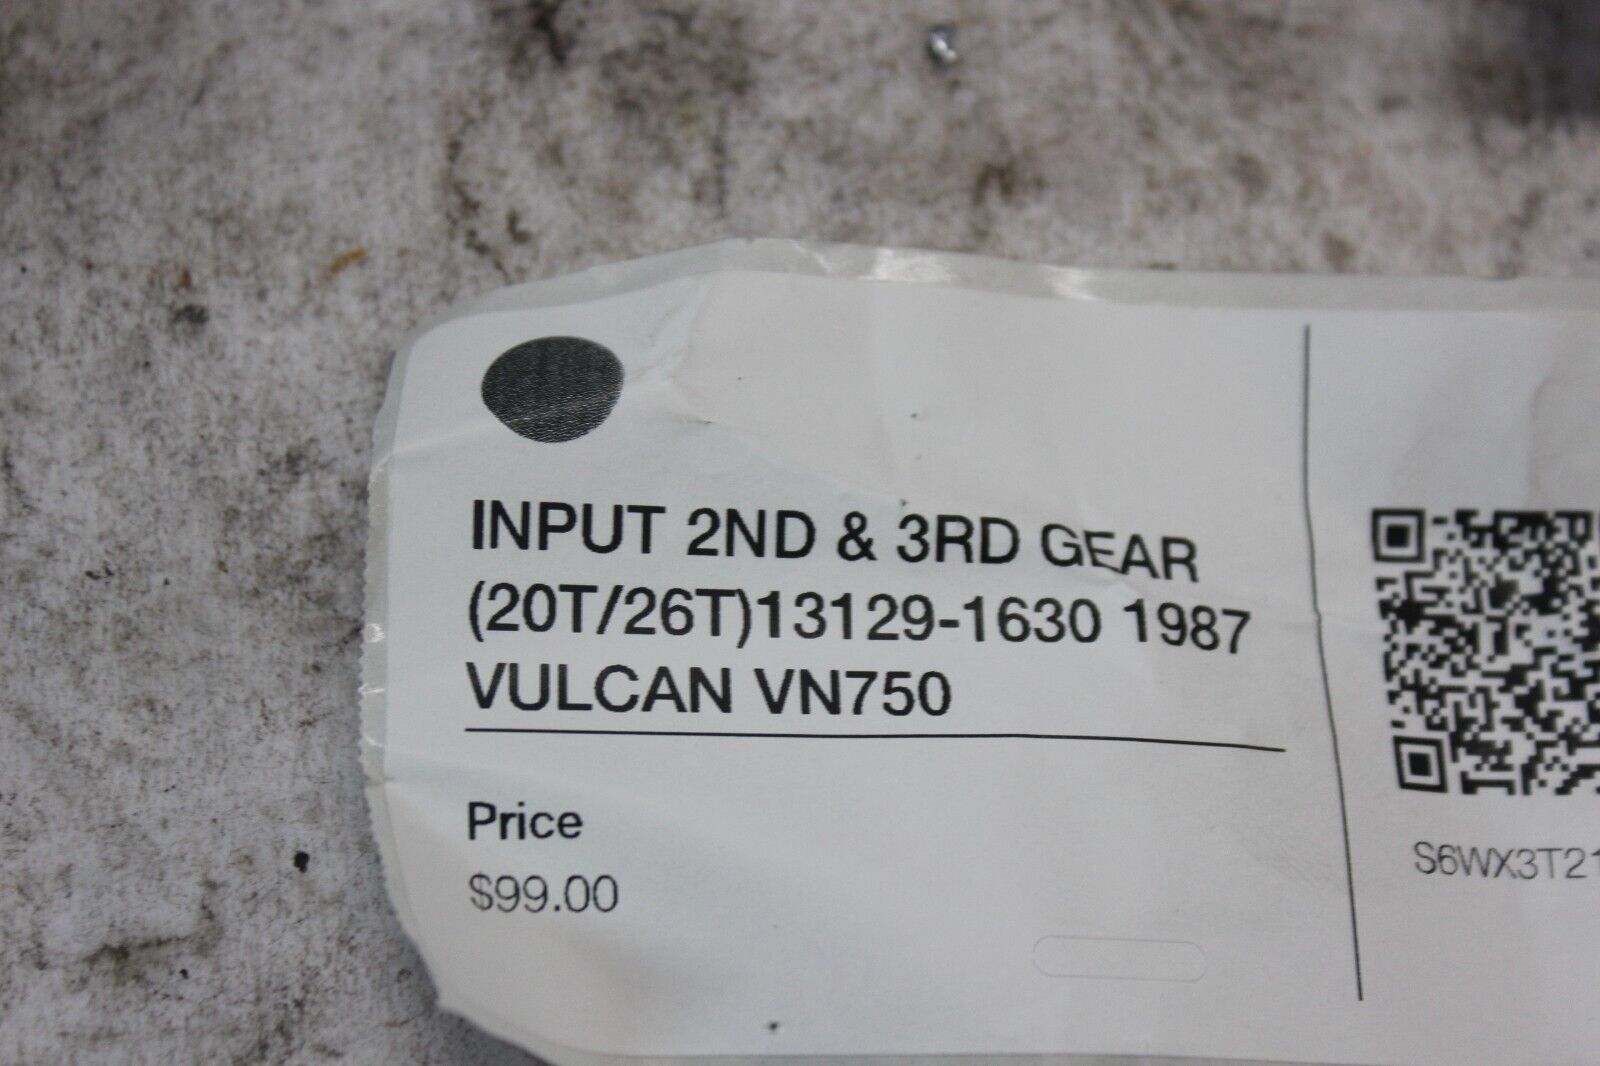 INPUT 2ND & 3RD GEAR
(20T/26T)13129-1630 1987
VULCAN VN750
Price
$99.00
S6WX3T21